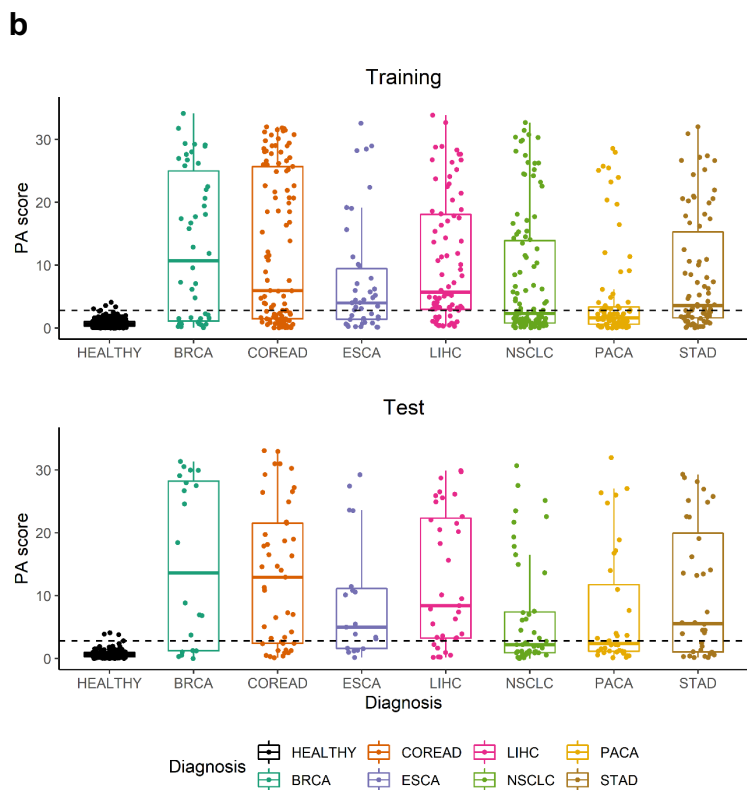 b
Training
PA score
30
20
10
0
HEALTHY BRCA COREAD ESCA LIHC NSCLC PACA STAD
Test
PA score
30
20
10
0
HEALTHY BRCA COREAD ESCA LIHC NSCLC PACA STAD
Diagnosis
Diagnosis
HEALTHY COREAD LIHC PACA
BRCA ESCA NSCLC STAD